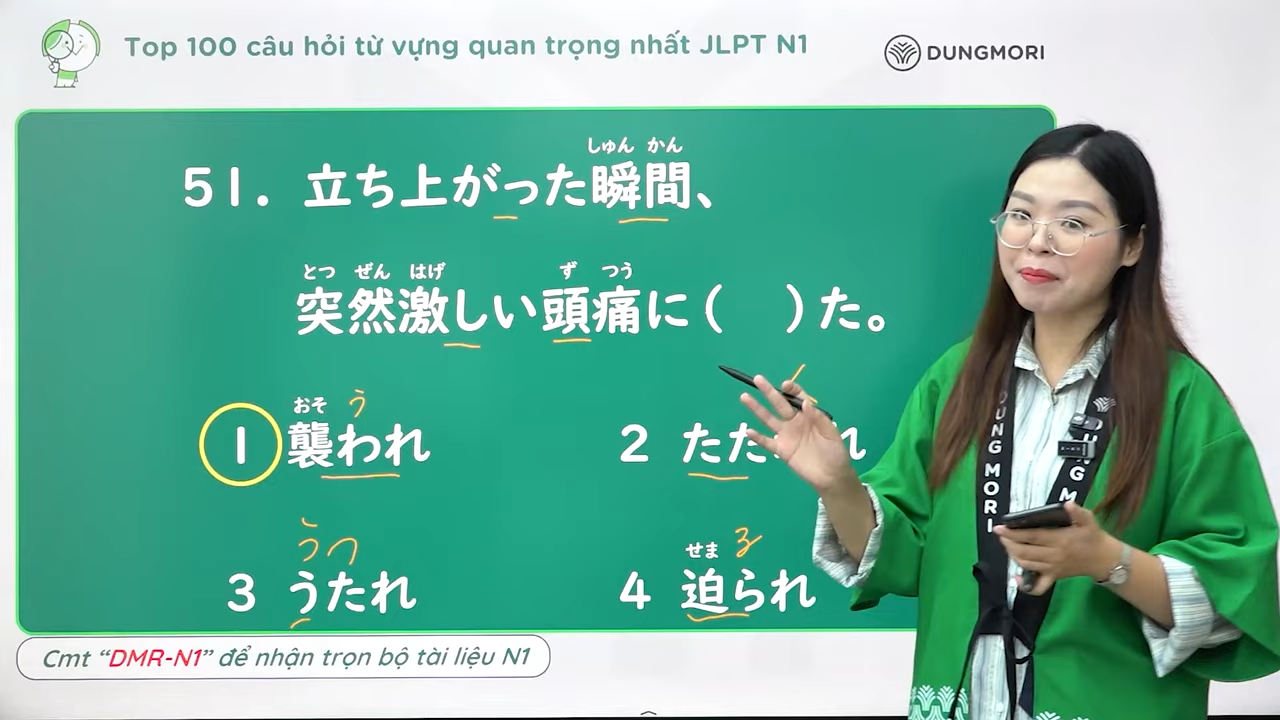 Top 100 câu hỏi từ vựng quan trọng nhất JLPT N1
DUNGMORI
しゅん かん
51. 立ち上がった瞬間、
とつ ぜん はげ ず つう
突然激しい頭痛に( )た。
おそ う
1 襲われ
2 たた
れ
うつ
3 うたれ
せま る
4 迫られ
Cmt “DMR-N1” để nhận trọn bộ tài liệu N1
DUNG MORI